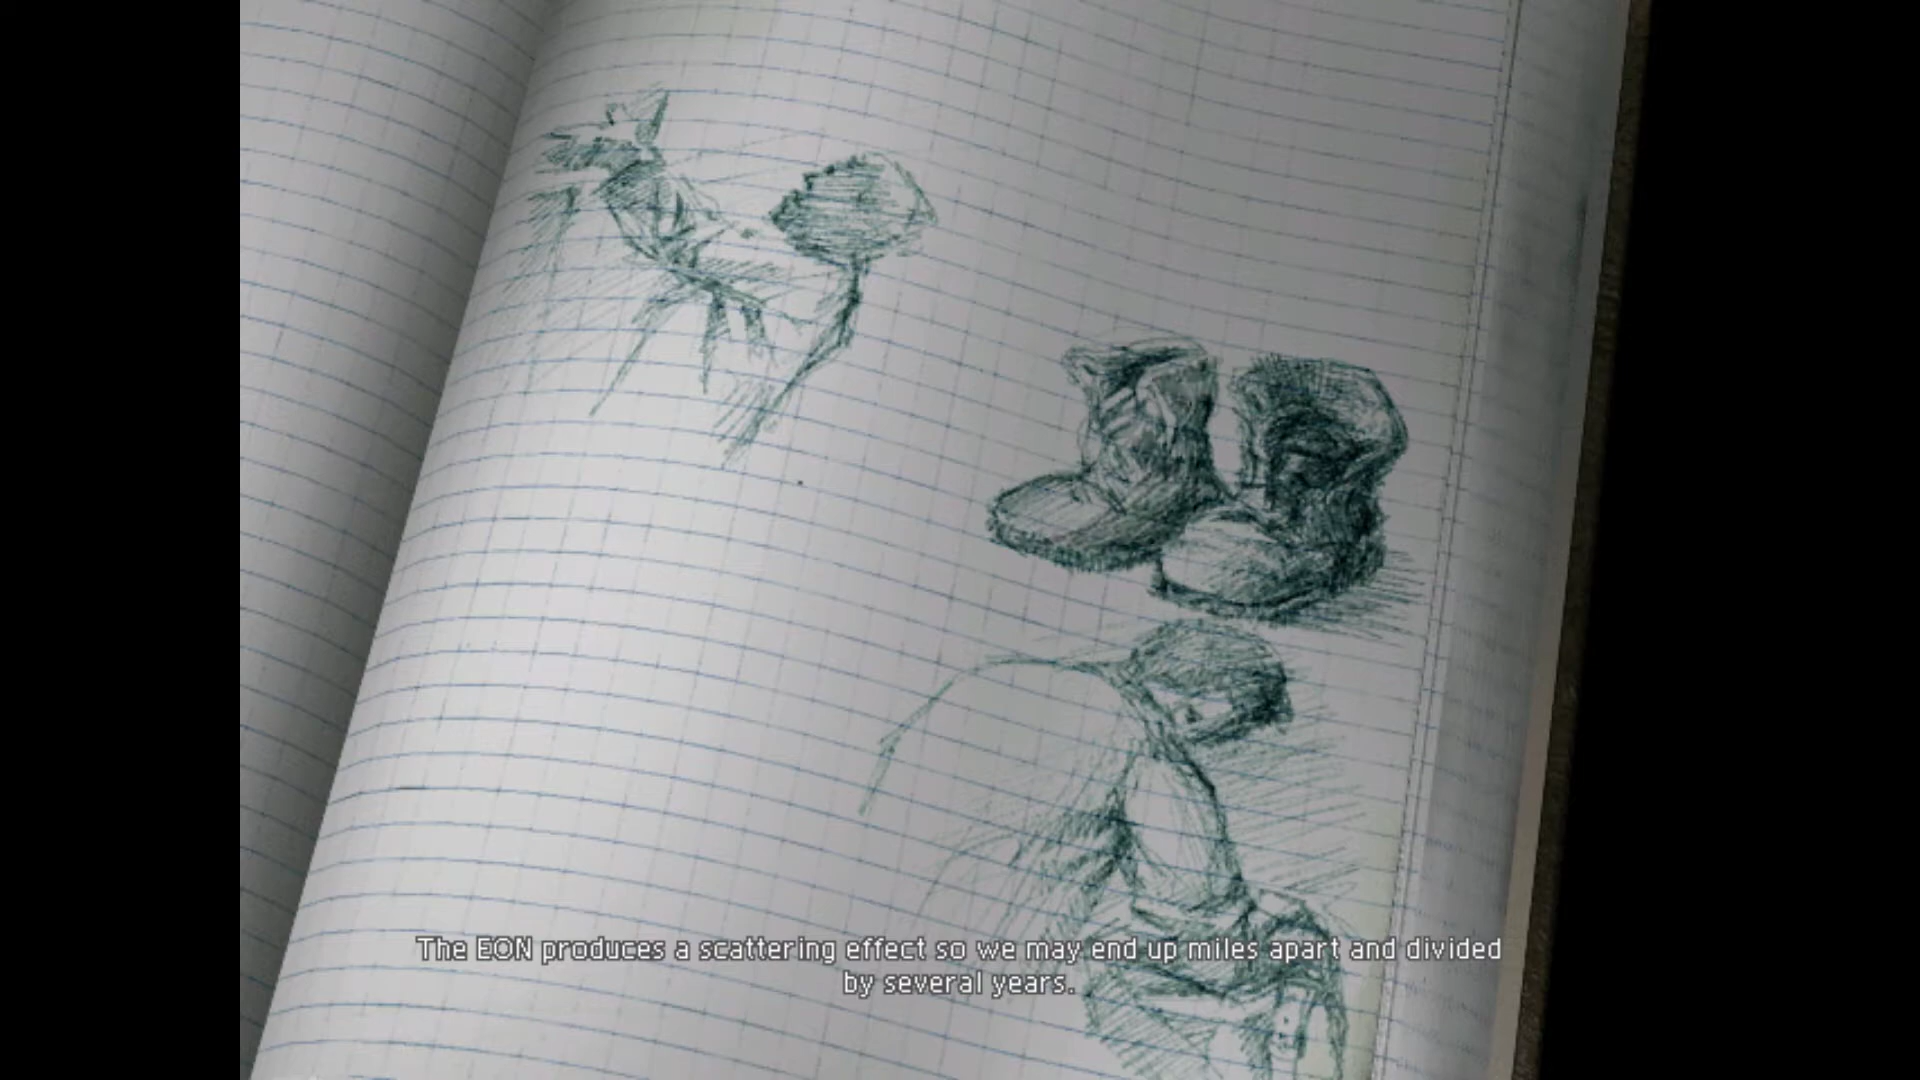 The EON produces a scattering effect so we may end up miles apart and divided
by several years.